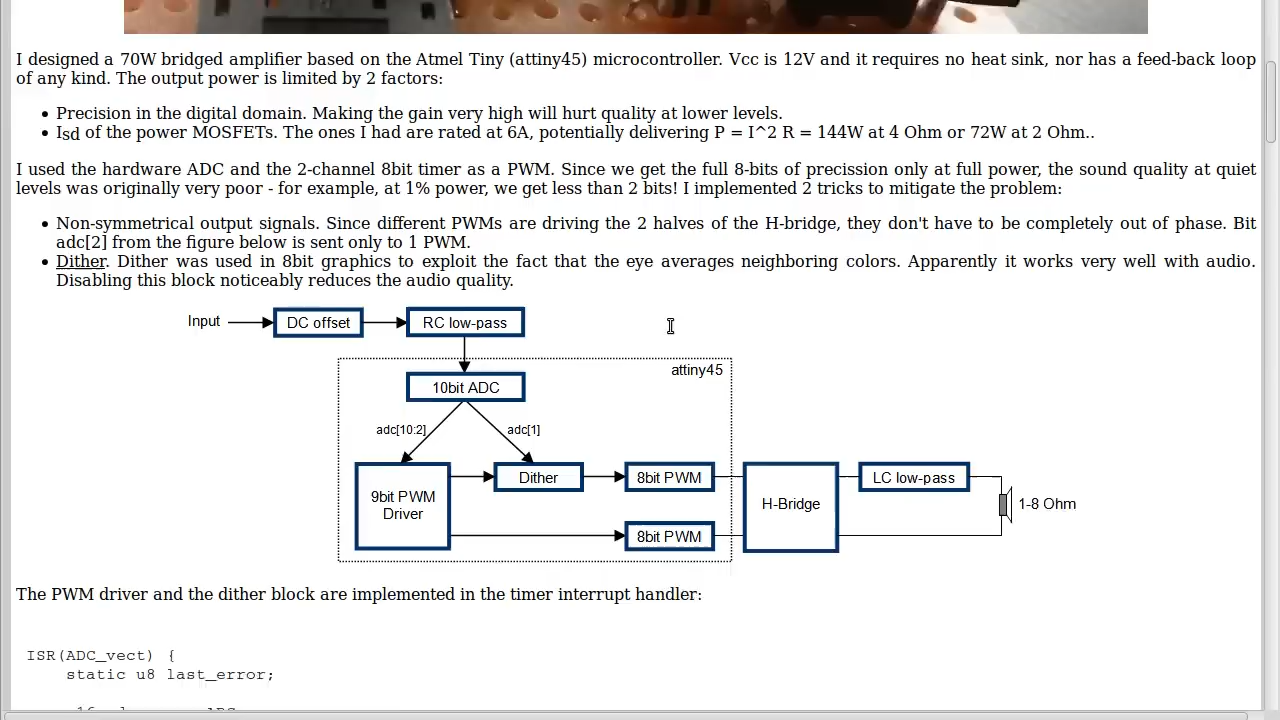 I designed a 70W bridged amplifier based on the Atmel Tiny (attiny45) microcontroller. Vcc is 12V and it requires no heat sink, nor has a feed-back loop
of any kind. The output power is limited by 2 factors:
Precision in the digital domain. Making the gain very high will hurt quality at lower levels.
Isd of the power MOSFETs. The ones I had are rated at 6A, potentially delivering P = I^2 R = 144W at 4 Ohm or 72W at 2 Ohm..
I used the hardware ADC and the 2-channel 8bit timer as a PWM. Since we get the full 8-bits of precission only at full power, the sound quality at quiet
levels was originally very poor - for example, at 1% power, we get less than 2 bits! I implemented 2 tricks to mitigate the problem:
Non-symmetrical output signals. Since different PWMs are driving the 2 halves of the H-bridge, they don't have to be completely out of phase. Bit
adc[2] from the figure below is sent only to 1 PWM.
Dither. Dither was used in 8bit graphics to exploit the fact that the eye averages neighboring colors. Apparently it works very well with audio.
Disabling this block noticeably reduces the audio quality.
Input
DC offset
RC low-pass
attiny45
10bit ADC
adc[10:2]
adc[1]
9bit PWM
Driver
Dither
8bit PWM
8bit PWM
H-Bridge
LC low-pass
1-8 Ohm
The PWM driver and the dither block are implemented in the timer interrupt handler:
ISR(ADC_vect) {
static u8 last_error;